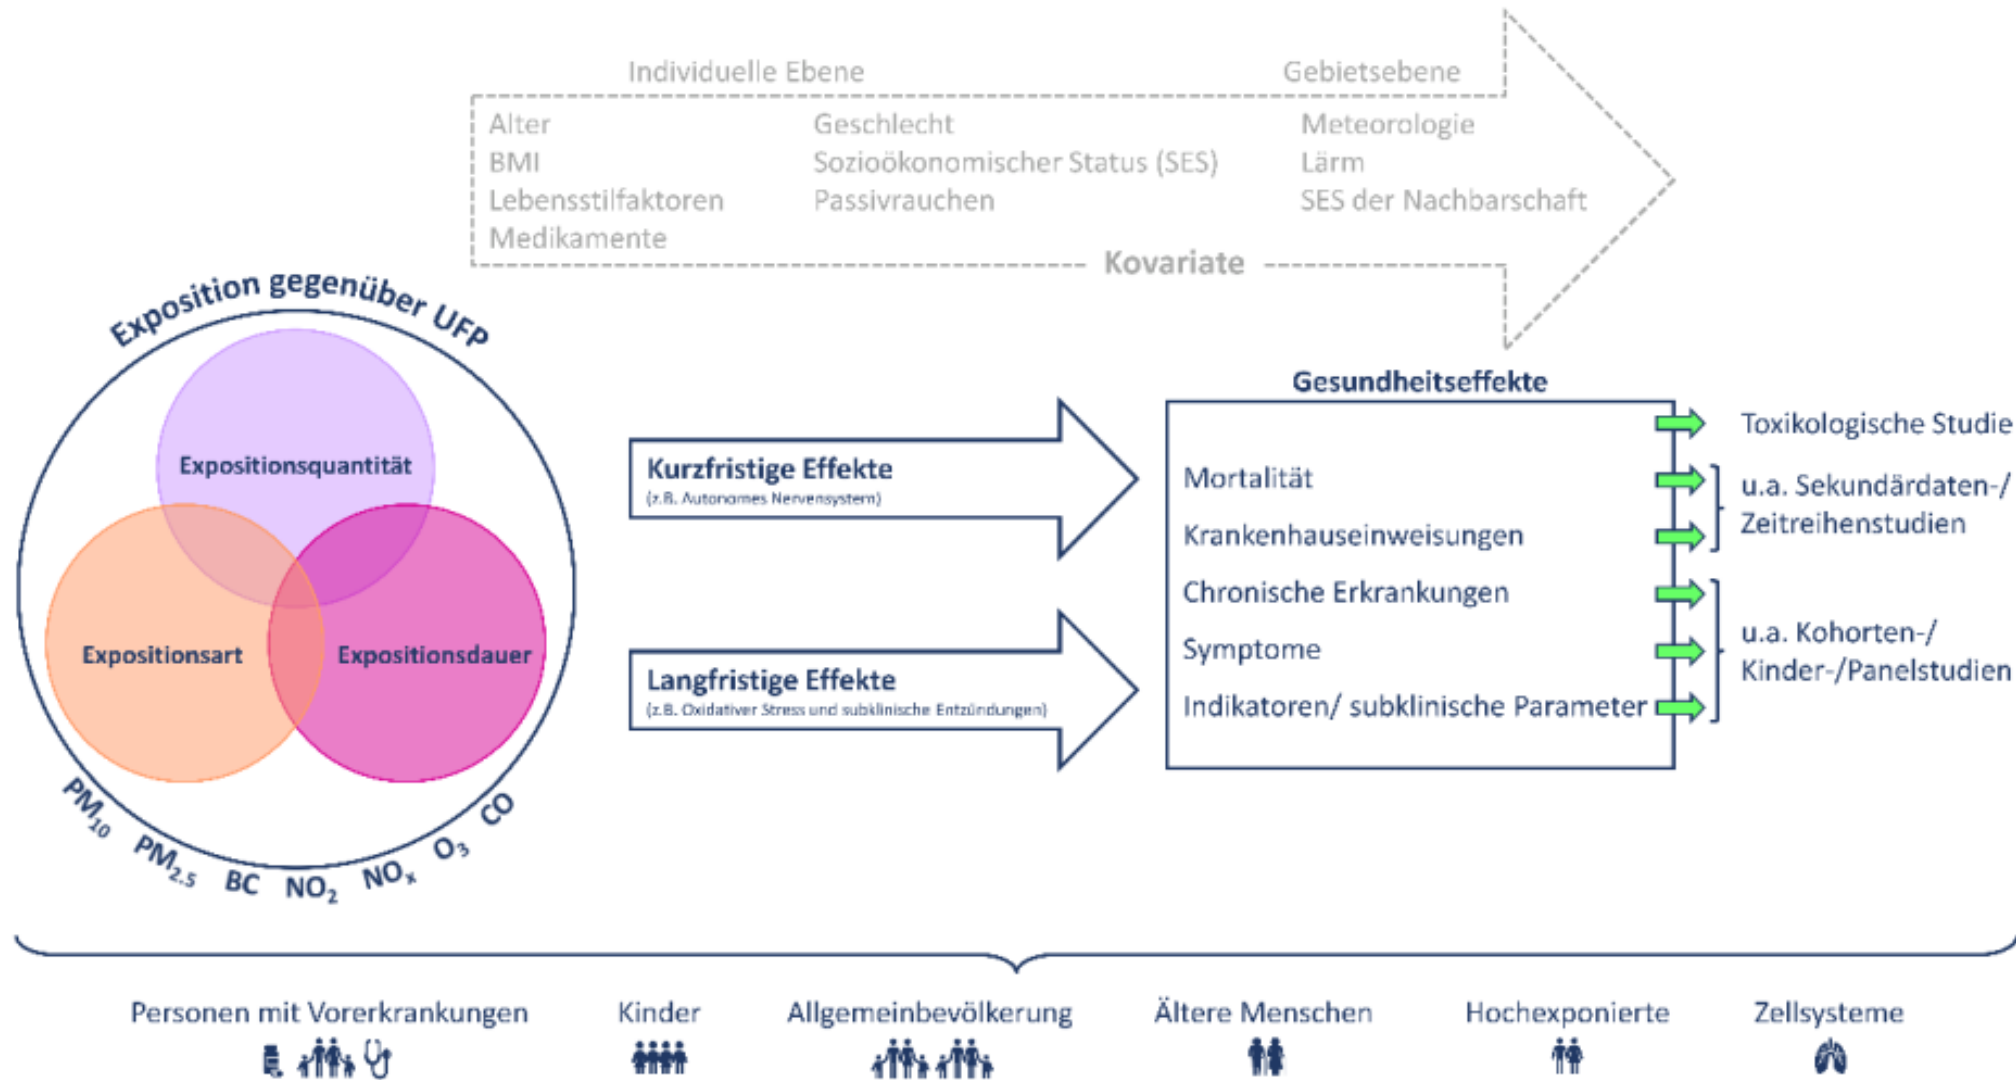 Individuelle Ebene
Gebietsebene
Alter
BMI
Lebensstilfaktoren
Medikamente
Geschlecht
Sozioökonomischer Status (SES)
Passivrauchen
Meteorologie
Lärm
SES der Nachbarschaft
Kovariate
Exposition gegenüber UFP
Expositionsquantität
Expositionsart
Expositionsdauer
PM₁₀ PM₂.₅ BC NO₂ NOₓ O₃ CO
Kurzfristige Effekte
(z.B. Autonomes Nervensystem)
Langfristige Effekte
(z.B. Oxidativer Stress und subklinische Entzündungen)
Gesundheitseffekte
Mortalität
Krankenhauseinweisungen
Chronische Erkrankungen
Symptome
Indikatoren/ subklinische Parameter
Toxikologische Studie
u.a. Sekundärdaten-/
Zeitreihenstudien
u.a. Kohorten-/
Kinder-/Panelstudien
Personen mit Vorerkrankungen
Kinder
Allgemeinbevölkerung
Ältere Menschen
Hochexponierte
Zellsysteme